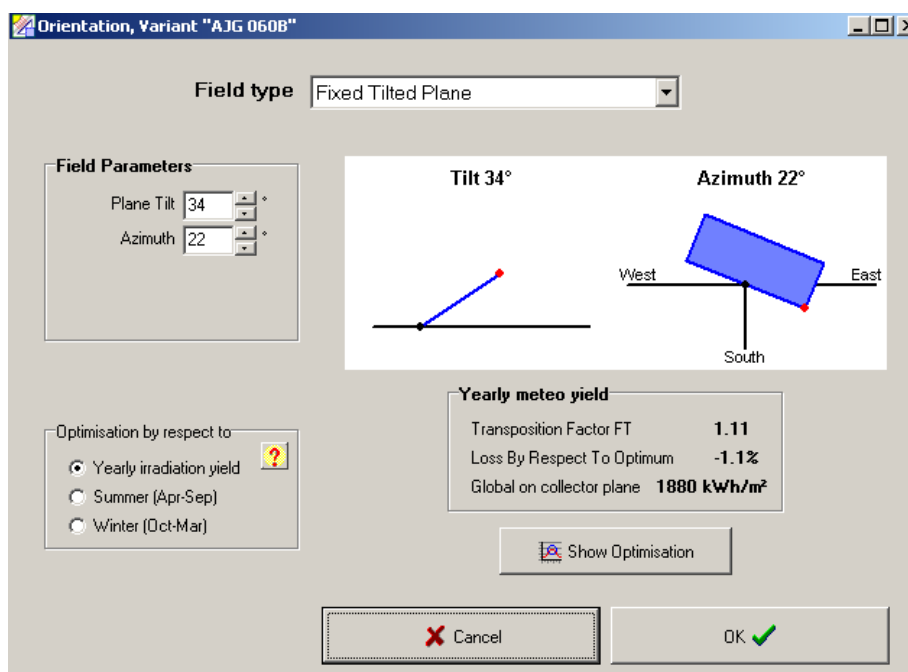 Orientation, Variant "AJG 060B"
Field type Fixed Tilted Plane
Field Parameters
Plane Tilt 34 °
Azimuth 22 °
Tilt 34°
Azimuth 22°
West East
South
Optimisation by respect to
Yearly irradiation yield ?
Summer (Apr-Sep)
Winter (Oct-Mar)
Yearly meteo yield
Transposition Factor FT 1.11
Loss By Respect To Optimum -1.1%
Global on collector plane 1880 kWh/m²
Show Optimisation
Cancel OK